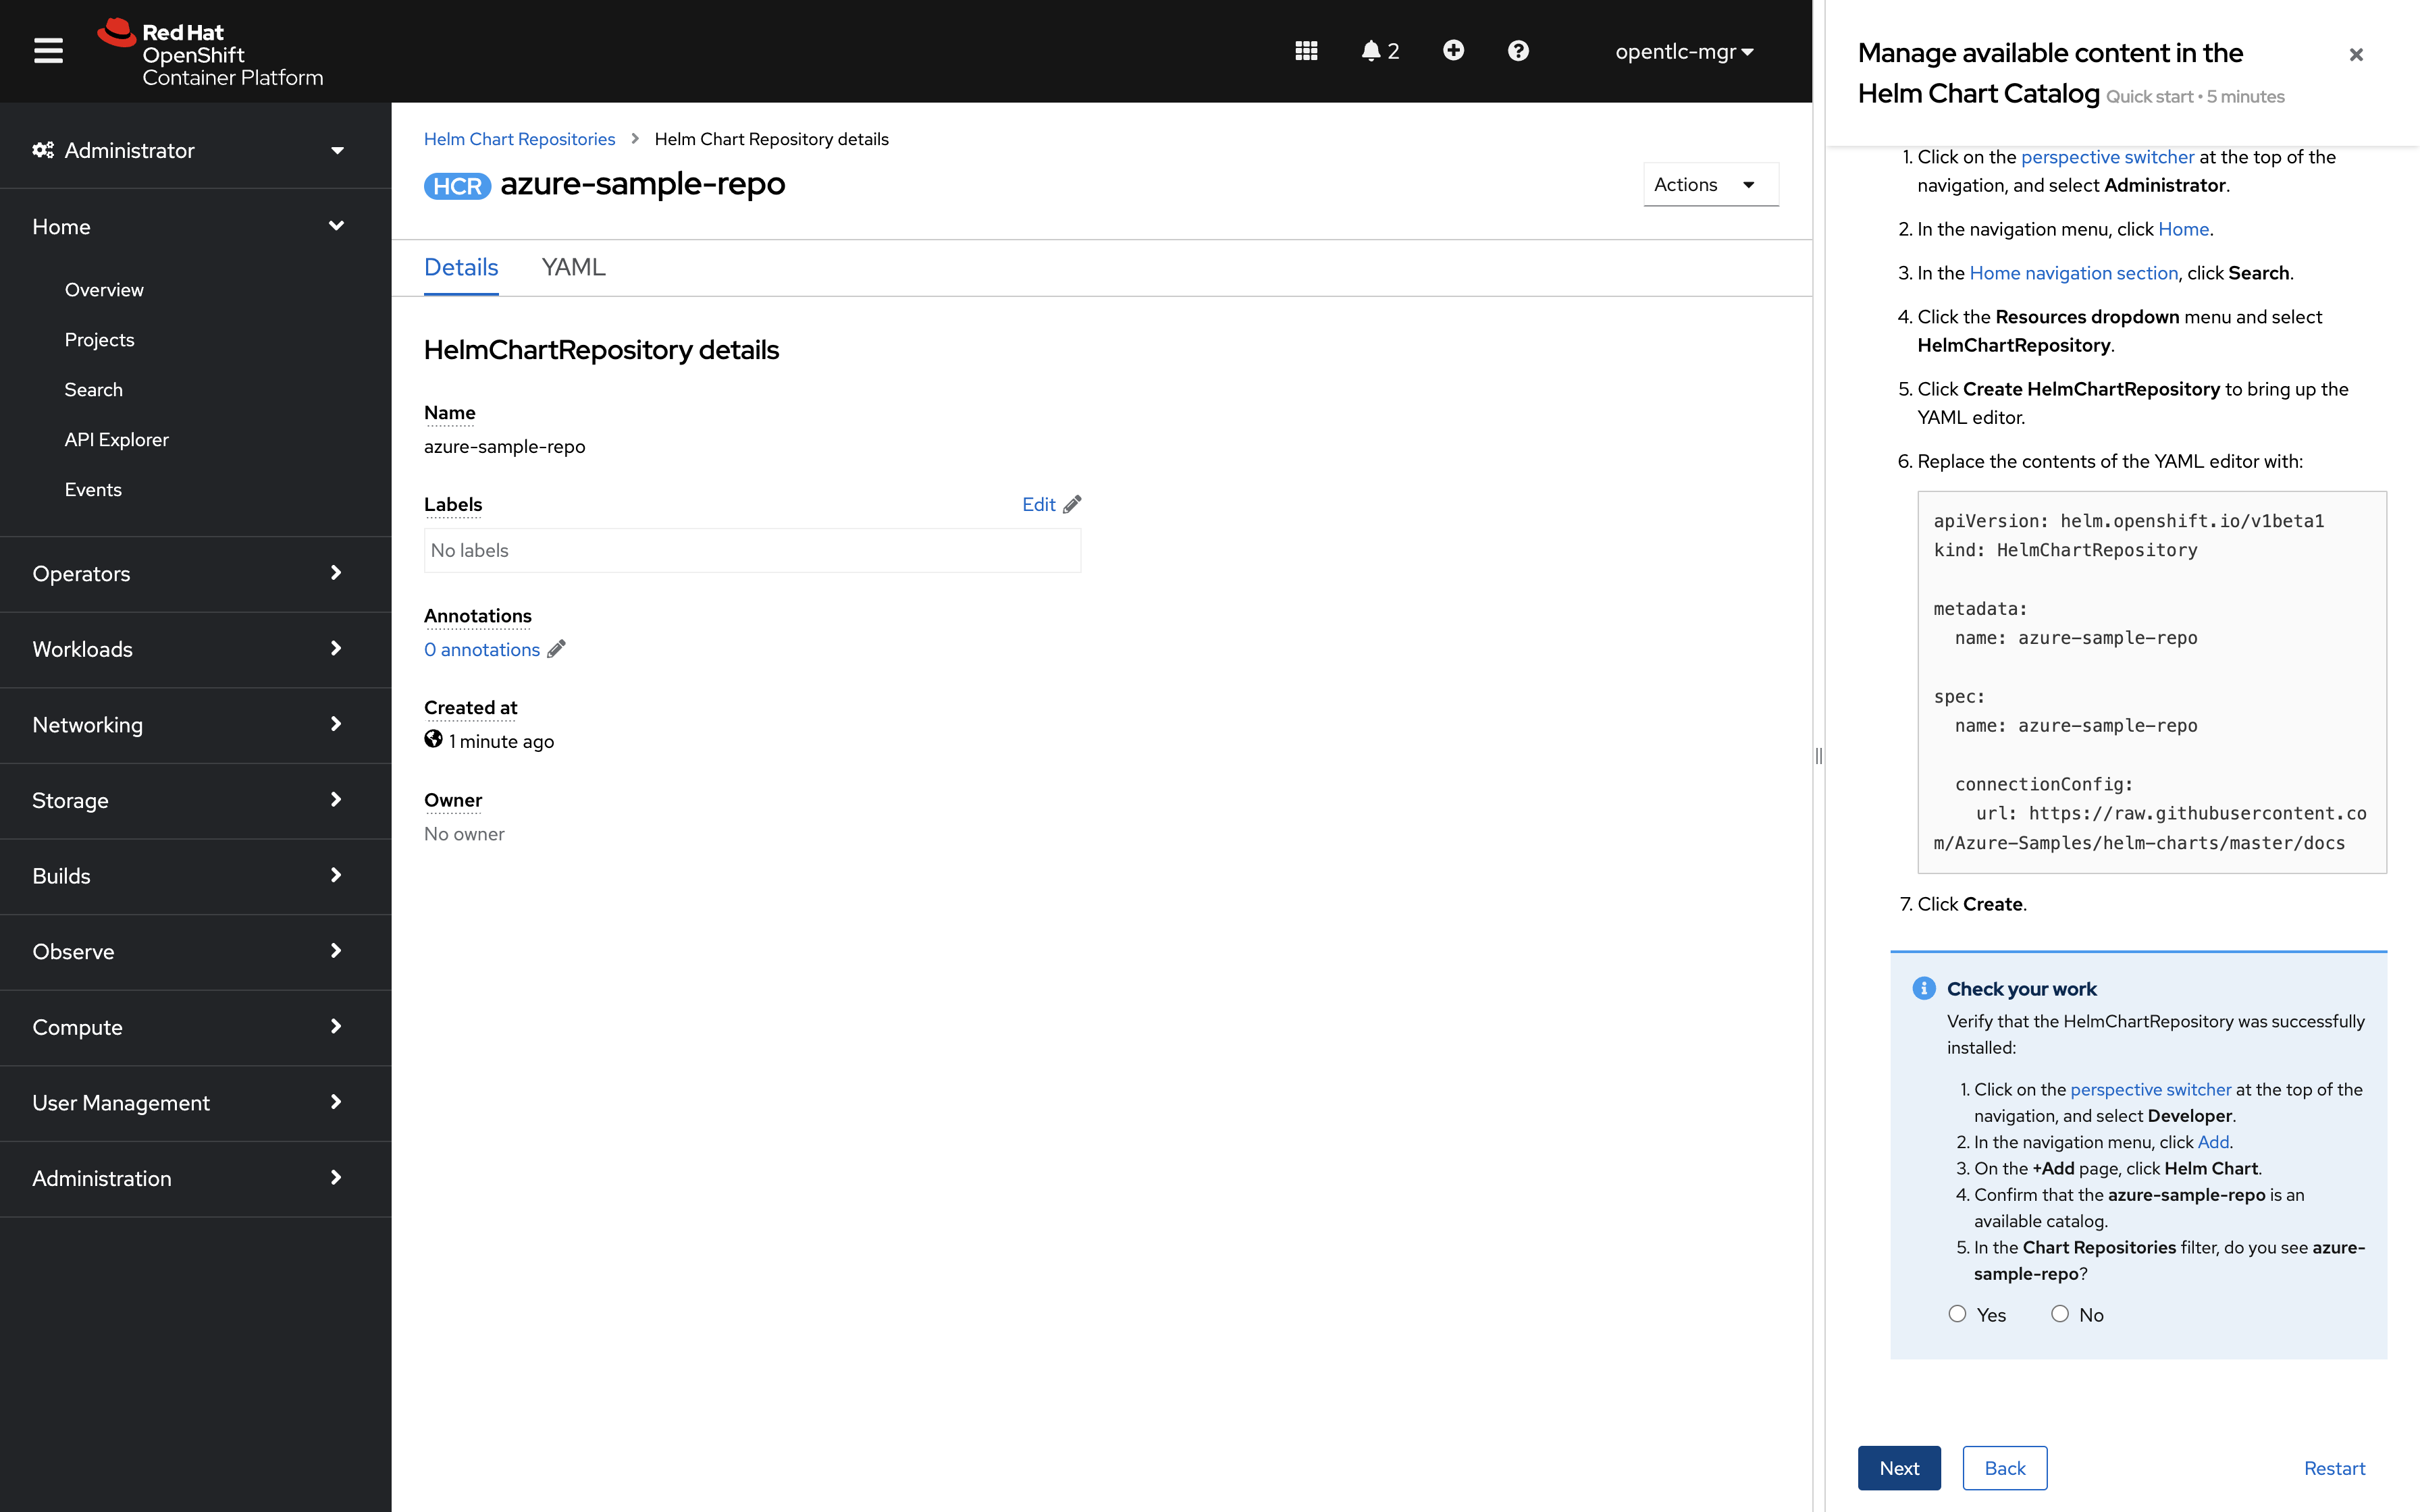 Red Hat
OpenShift
Container Platform
2
opentlc-mgr
Administrator
Home
Overview
Projects
Search
API Explorer
Events
Operators
Workloads
Networking
Storage
Builds
Observe
Compute
User Management
Administration
Helm Chart Repositories > Helm Chart Repository details
HCR azure-sample-repo
Actions
Details YAML
HelmChartRepository details
Name
azure-sample-repo
Labels
Edit
No labels
Annotations
0 annotations
Created at
1 minute ago
Owner
No owner
Manage available content in the
Helm Chart Catalog Quick start • 5 minutes
1. Click on the perspective switcher at the top of the
navigation, and select Administrator.
2. In the navigation menu, click Home.
3. In the Home navigation section, click Search.
4. Click the Resources dropdown menu and select
HelmChartRepository.
5. Click Create HelmChartRepository to bring up the
YAML editor.
6. Replace the contents of the YAML editor with:
apiVersion: helm.openshift.io/v1beta1
kind: HelmChartRepository
metadata:
name: azure-sample-repo
spec:
name: azure-sample-repo
connectionConfig:
url: https://raw.githubusercontent.co
m/Azure-Samples/helm-charts/master/docs
7. Click Create.
Check your work
Verify that the HelmChartRepository was successfully
installed:
1. Click on the perspective switcher at the top of the
navigation, and select Developer.
2. In the navigation menu, click Add.
3. On the +Add page, click Helm Chart.
4. Confirm that the azure-sample-repo is an
available catalog.
5. In the Chart Repositories filter, do you see azure-
sample-repo?
Yes No
Next Back Restart